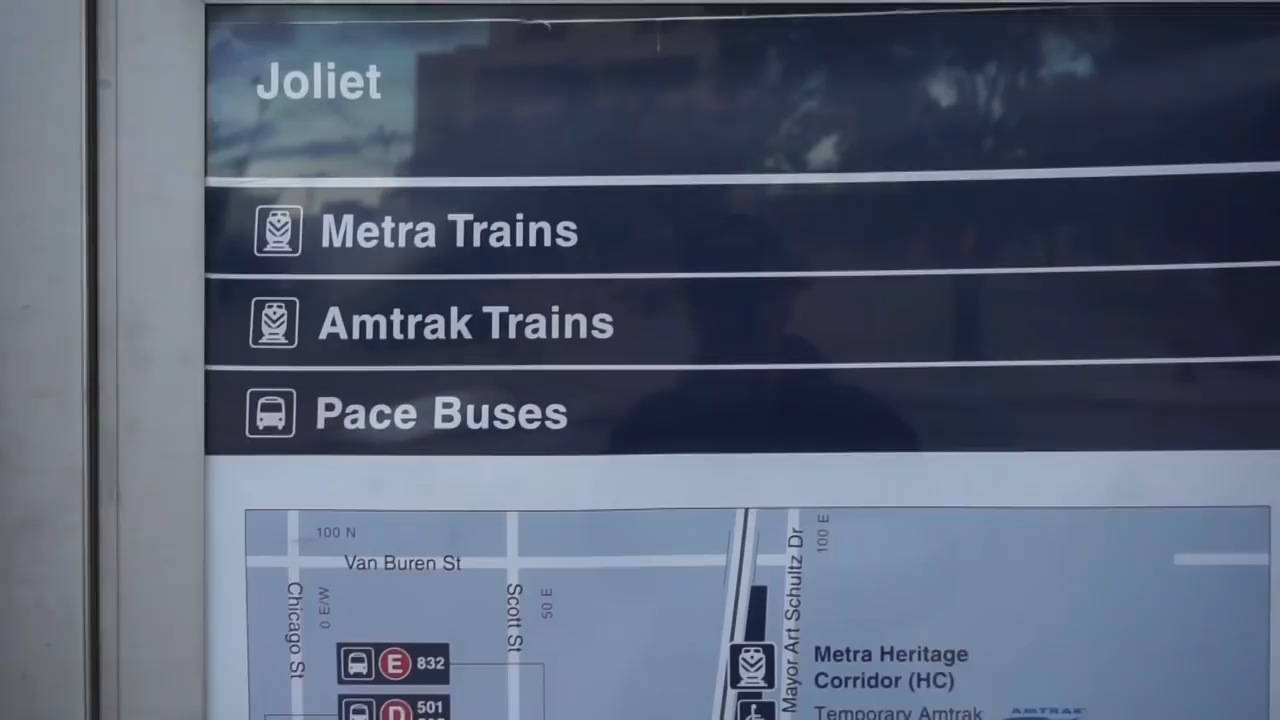 Joliet
Metra Trains
Amtrak Trains
Pace Buses
100 N
Van Buren St
Chicago St
0 E/W
Scott St
50 E
Mayor Art Schultz Dr
100 E
E 832
D 501
Metra Heritage
Corridor (HC)
Temporary Amtrak
AMTRAK